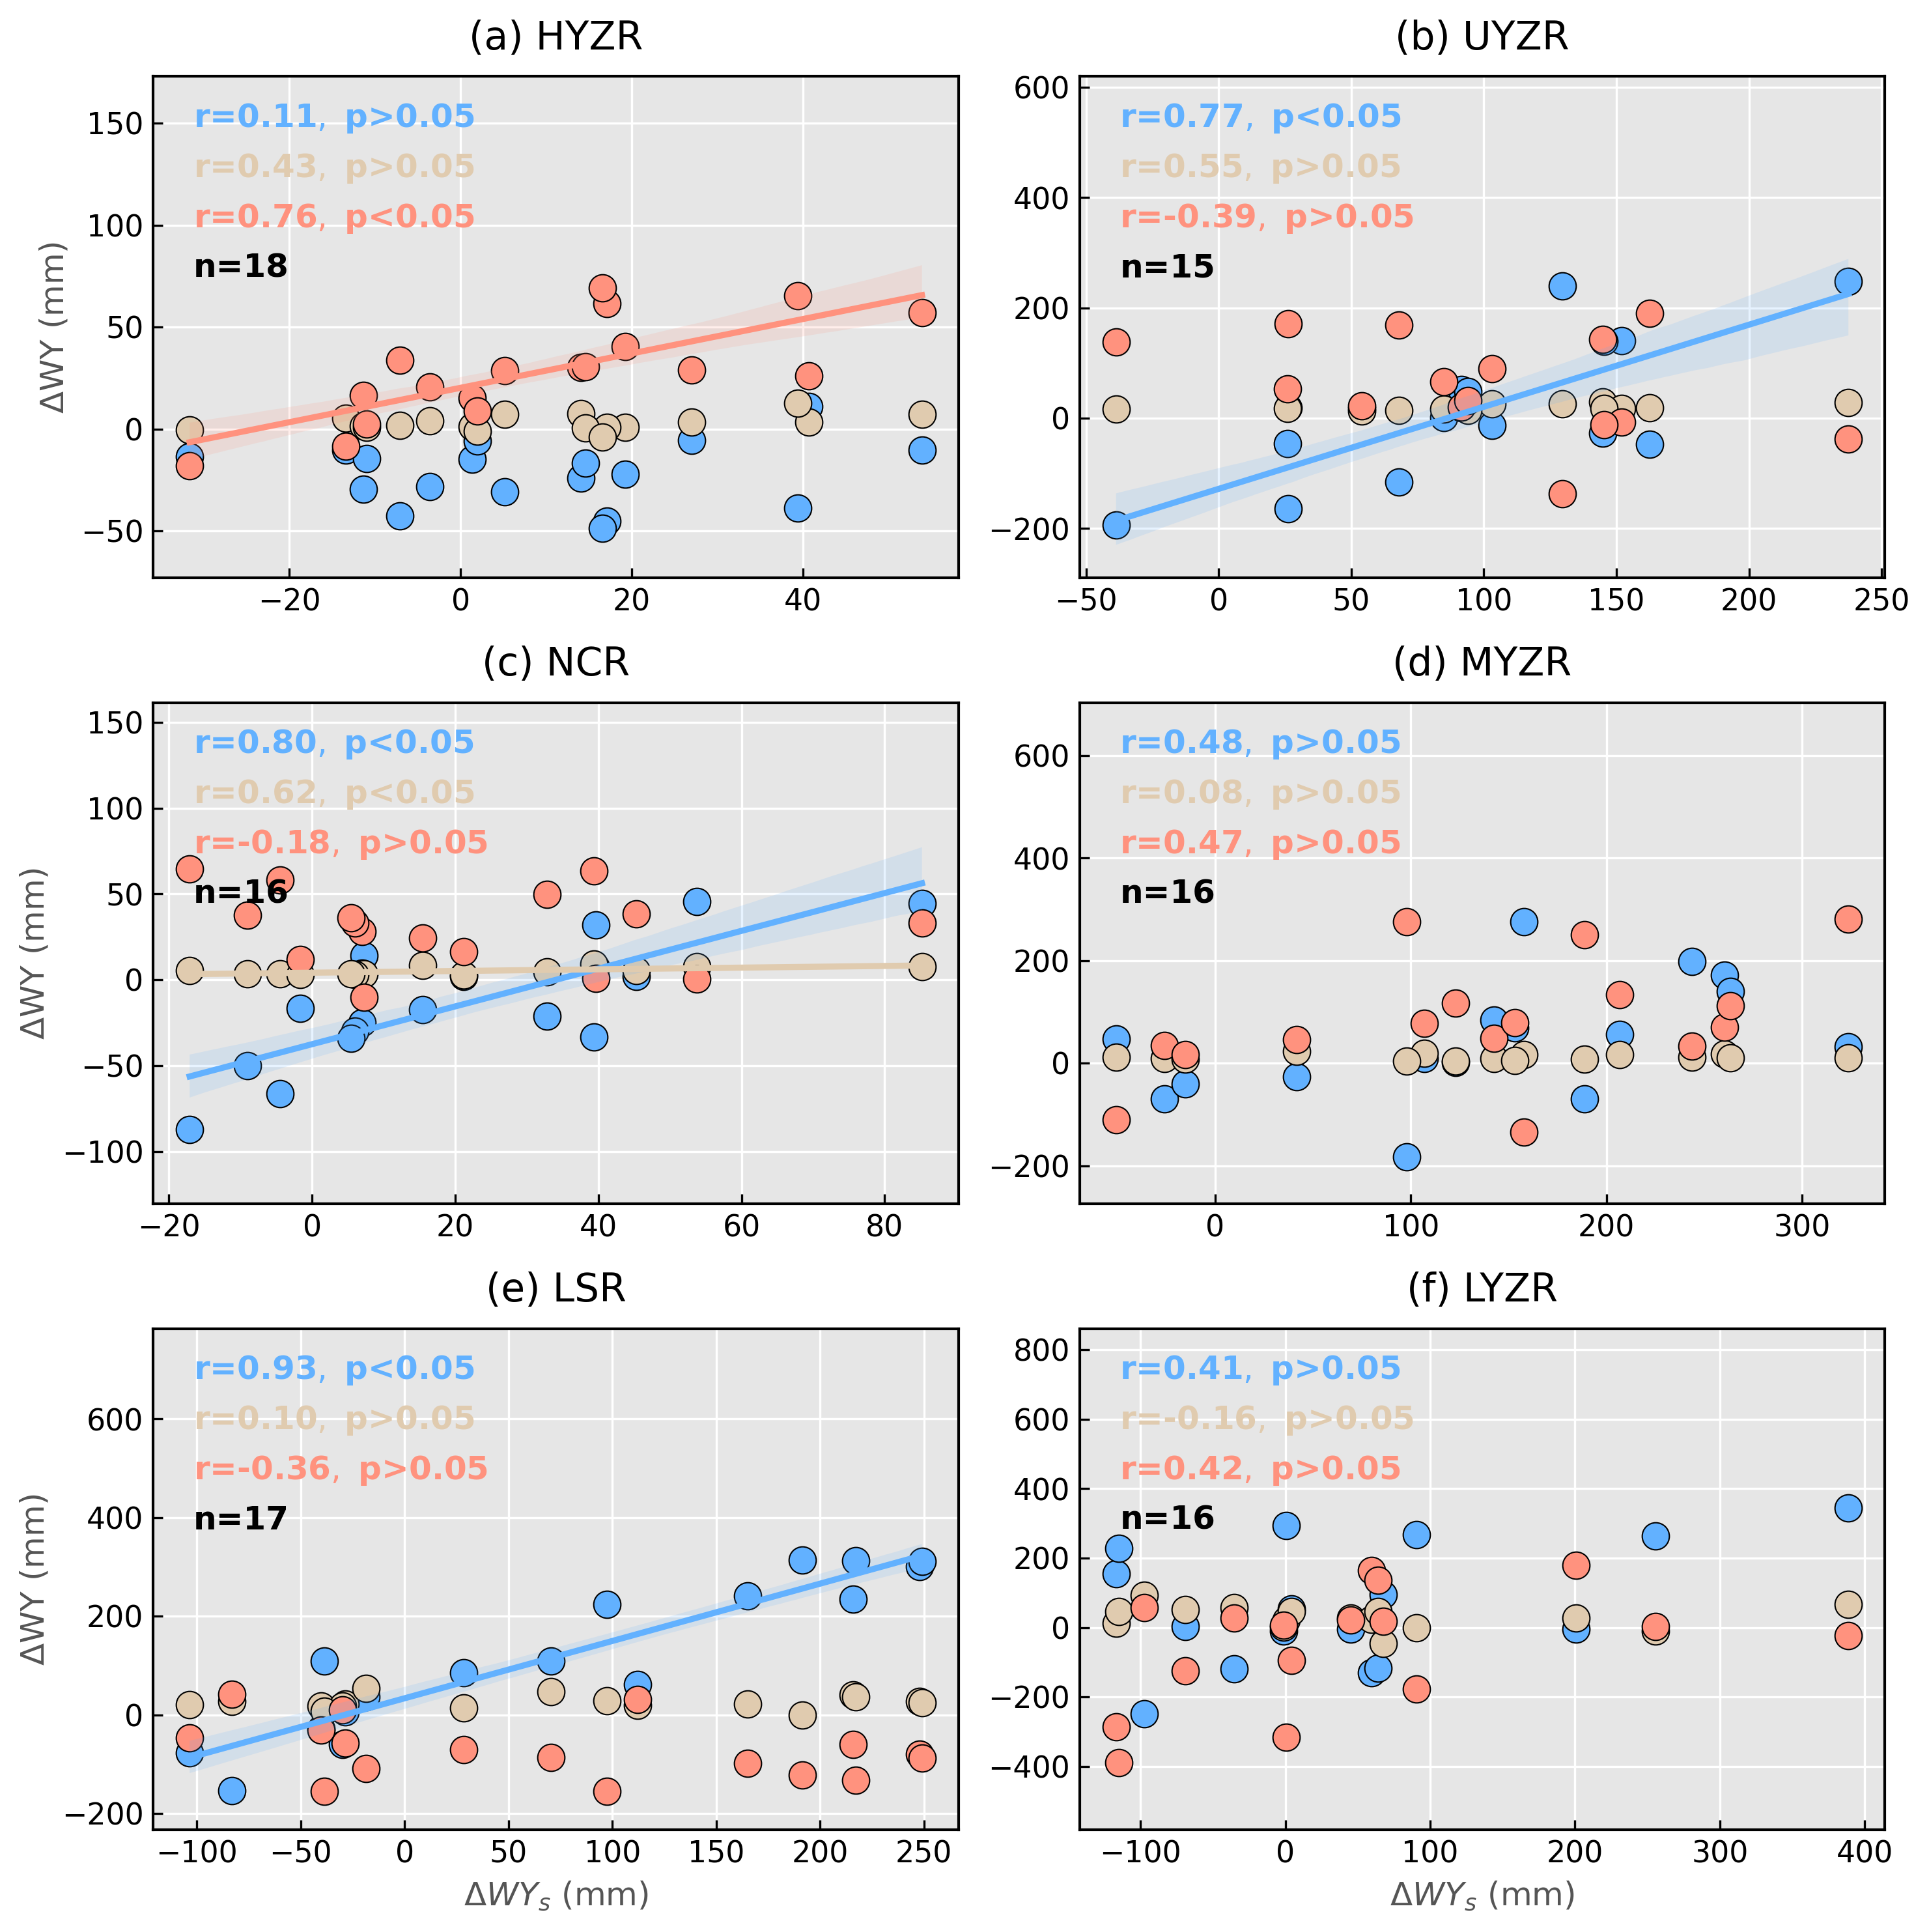 (a) HYZR
r=0.11, p>0.05
r=0.43, p>0.05
r=0.76, p<0.05
n=18
ΔWY (mm)
150
100
50
0
−50
−20
0
20
40
(b) UYZR
r=0.77, p<0.05
r=0.55, p>0.05
r=-0.39, p>0.05
n=15
600
400
200
0
−200
−50
0
50
100
150
200
250
(c) NCR
r=0.80, p<0.05
r=0.62, p<0.05
r=-0.18, p>0.05
n=16
ΔWY (mm)
150
100
50
0
−50
−100
−20
0
20
40
60
80
(d) MYZR
r=0.48, p>0.05
r=0.08, p>0.05
r=0.47, p>0.05
n=16
600
400
200
0
−200
0
100
200
300
(e) LSR
r=0.93, p<0.05
r=0.10, p>0.05
r=-0.36, p>0.05
n=17
ΔWY (mm)
600
400
200
0
−200
−100
−50
0
50
100
150
200
250
ΔWYs (mm)
(f) LYZR
r=0.41, p>0.05
r=-0.16, p>0.05
r=0.42, p>0.05
n=16
800
600
400
200
0
−200
−400
−100
0
100
200
300
400
ΔWYs (mm)